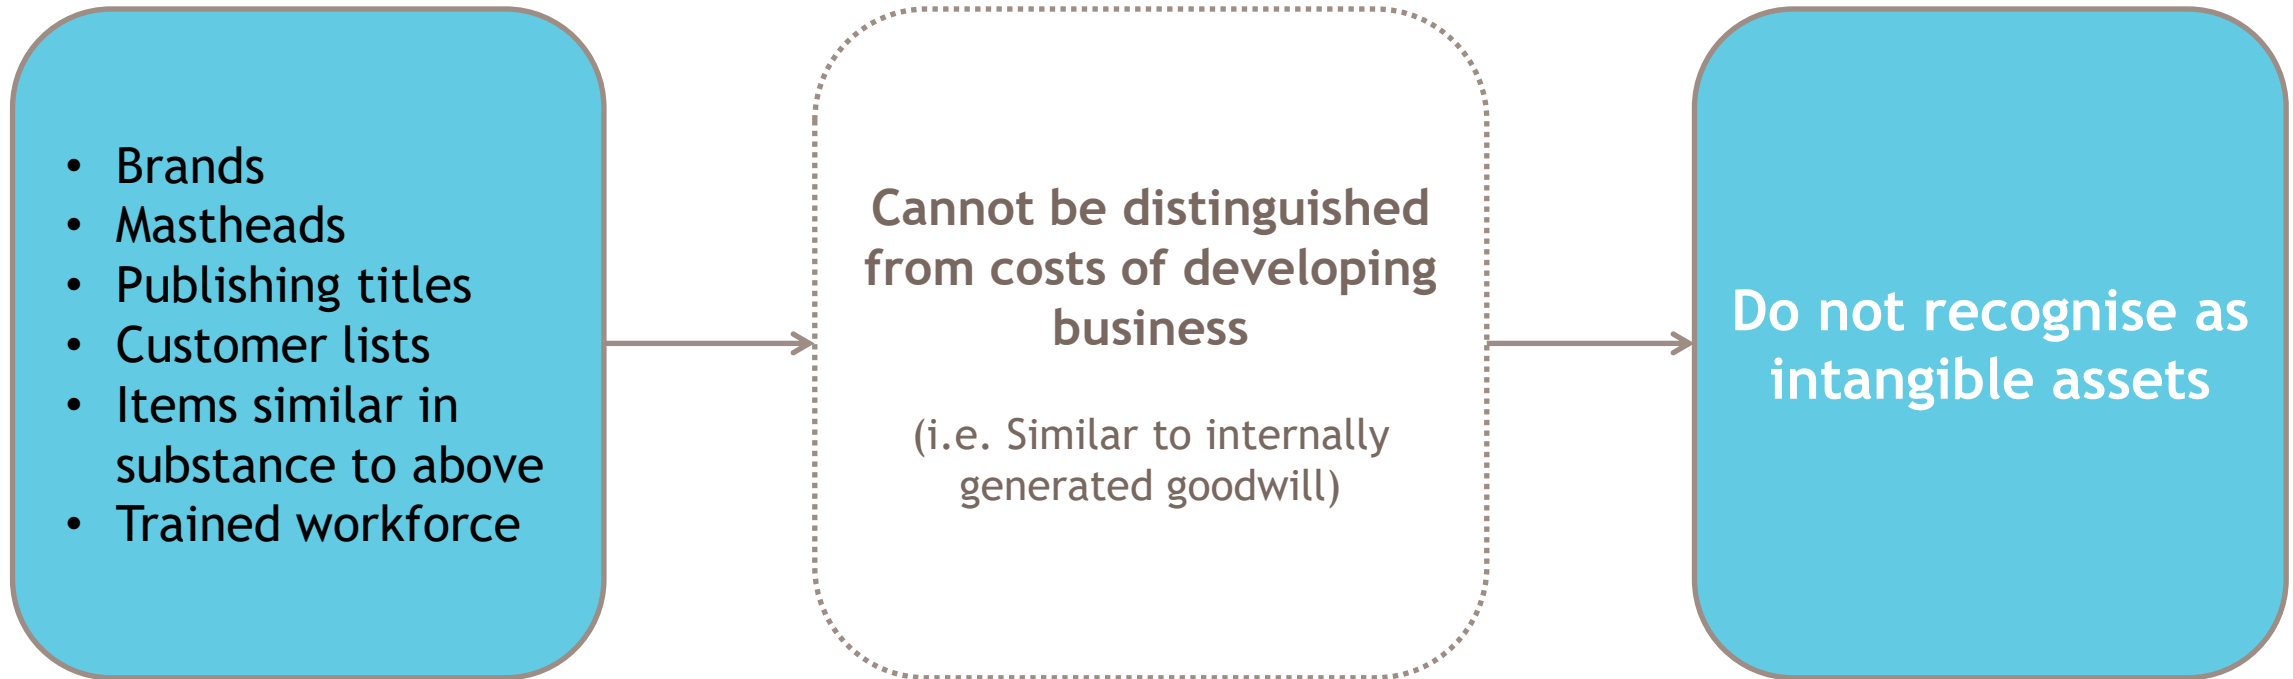 • Brands
• Mastheads
• Publishing titles
• Customer lists
• Items similar in
substance to above
• Trained workforce
Cannot be distinguished
from costs of developing
business
(i.e. Similar to internally
generated goodwill)
Do not recognise as
intangible assets